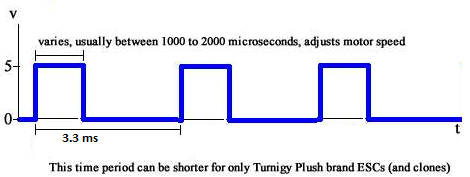 v
varies, usually between 1000 to 2000 microseconds, adjusts motor speed
5
0
t
3.3 ms
This time period can be shorter for only Turnigy Plush brand ESCs (and clones)